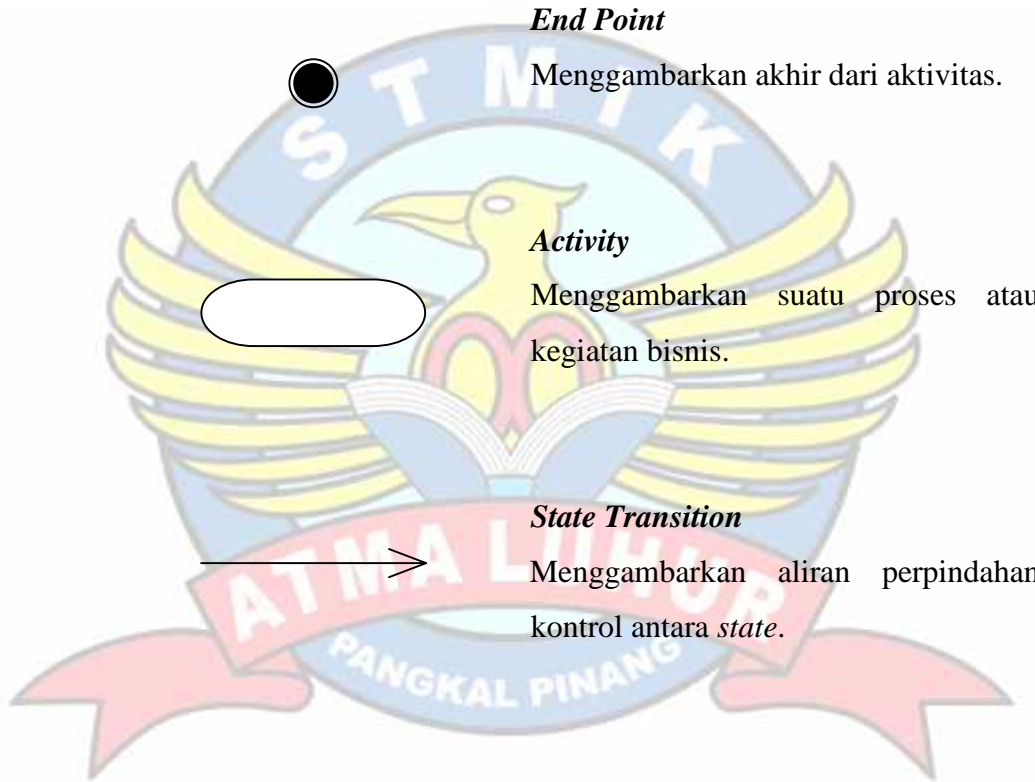 End Point
Menggambarkan akhir dari aktivitas.
STMIK
Activity
Menggambarkan suatu proses atau
kegiatan bisnis.
State Transition
Menggambarkan aliran perpindahan
kontrol antara state.
ATMA LUHUR
PANGKAL PINANG